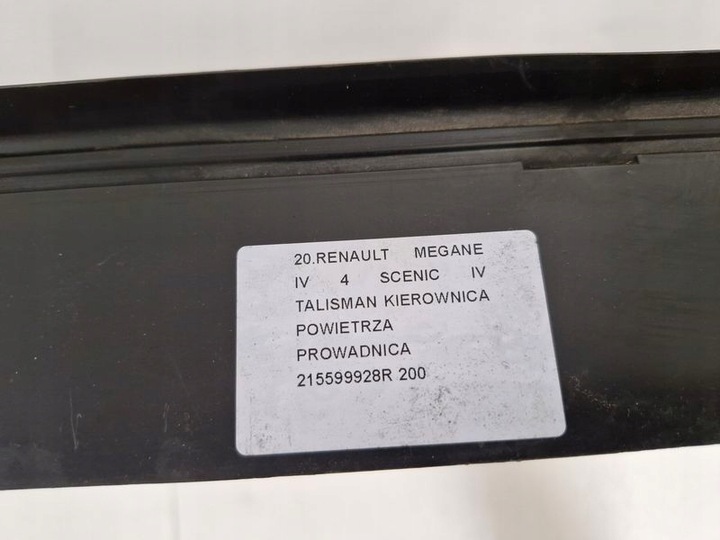 20.RENAULT MEGANE
IV 4 SCENIC IV
TALISMAN KIEROWNICA
POWIETRZA
PROWADNICA
215599928R 200